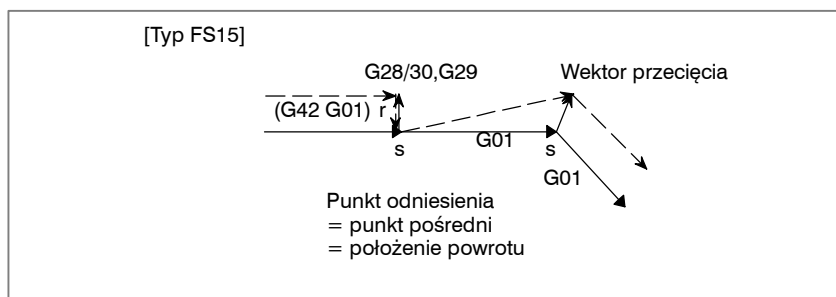 [Typ FS15]
G28/30,G29
Wektor przecięcia
(G42 G01)
r
s
G01
s
G01
Punkt odniesienia
= punkt pośredni
= położenie powrotu